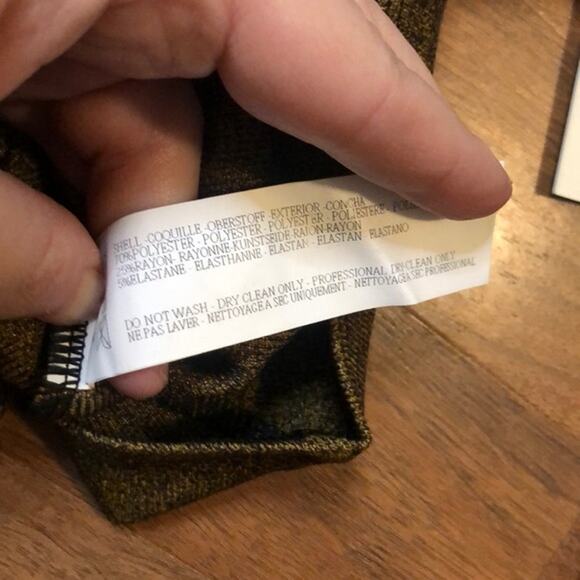 SHELL -COQUILLE -OBERSTOFF -EXTERIOR -CONCHA
70%POLYESTER - POLYESTER - POLYESTER - POLIESTERE -
25%RAYON- RAYONNE-KUNSTSEIDE-RAION-RAYON
5%ELASTANE - ELASTHANNE - ELASTAN - ELASTAN - ELASTANO
DO NOT WASH - DRY CLEAN ONLY - PROFESSIONAL DRY CLEAN ONLY
NE PAS LAVER - NETTOYAGE A SEC UNIQUEMENT - NETTOYAGE A SEC PROFESSIONAL